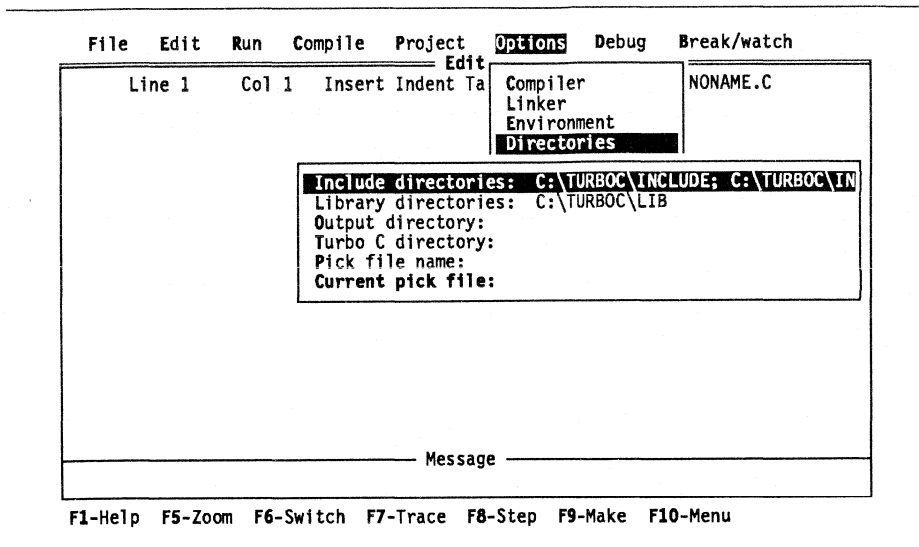 File Edit Run Compile Project Options Debug Break/watch
Edit
Line 1 Col 1 Insert Indent Ta NONAME.C
Compiler
Linker
Environment
Directories
Include directories: C:\TURBOC\INCLUDE; C:\TURBOC\IN
Library directories: C:\TURBOC\LIB
Output directory:
Turbo C directory:
Pick file name:
Current pick file:
Message
F1-Help F5-Zoom F6-Switch F7-Trace F8-Step F9-Make F10-Menu